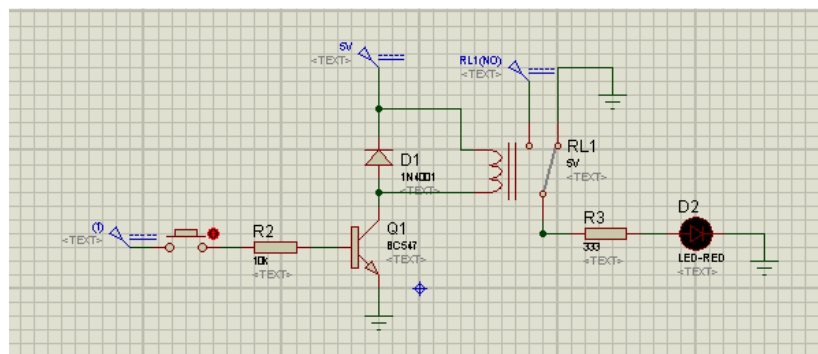 5V
<TEXT>
RL1(NO)
<TEXT>
RL1
5V
<TEXT>
D1
1N4001
<TEXT>
(1)
<TEXT>
R2
10k
<TEXT>
Q1
BC547
<TEXT>
R3
333
<TEXT>
D2
LED-RED
<TEXT>